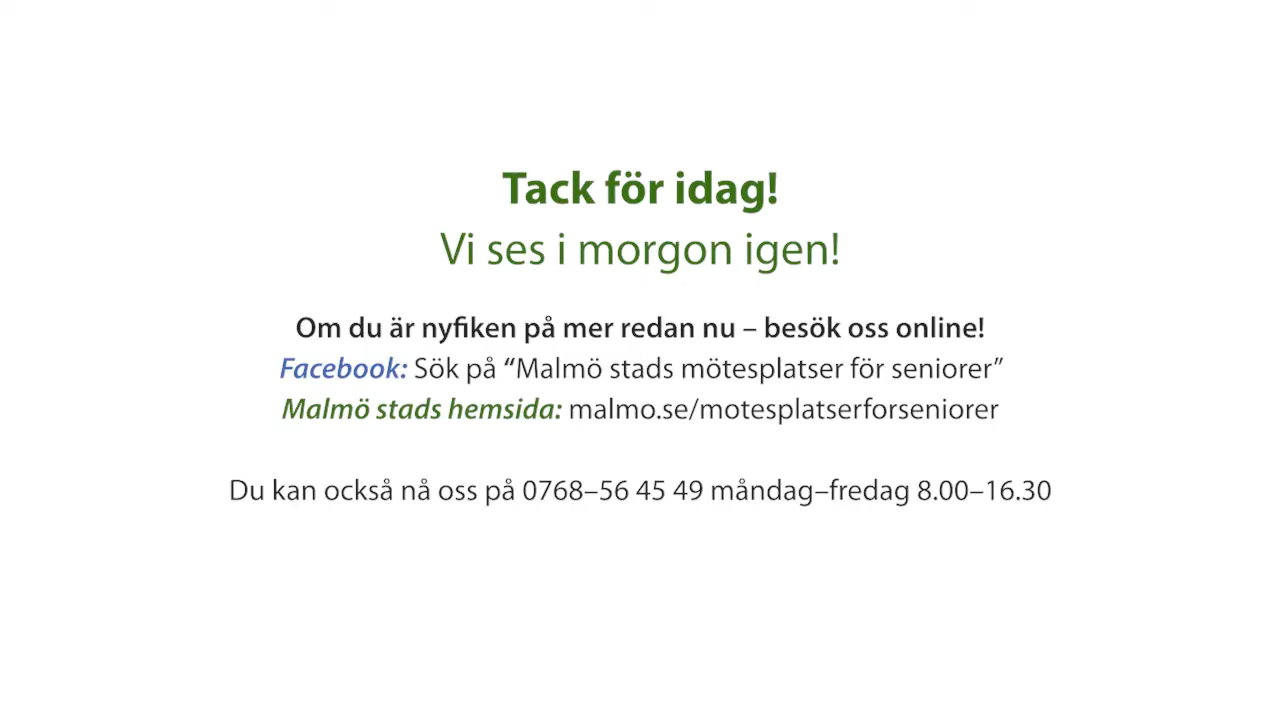 Tack för idag!
Vi ses i morgon igen!
Om du är nyfiken på mer redan nu – besök oss online!
Facebook: Sök på “Malmö stads mötesplatser för seniorer”
Malmö stads hemsida: malmo.se/motesplatserforseniorer
Du kan också nå oss på 0768–56 45 49 måndag–fredag 8.00–16.30